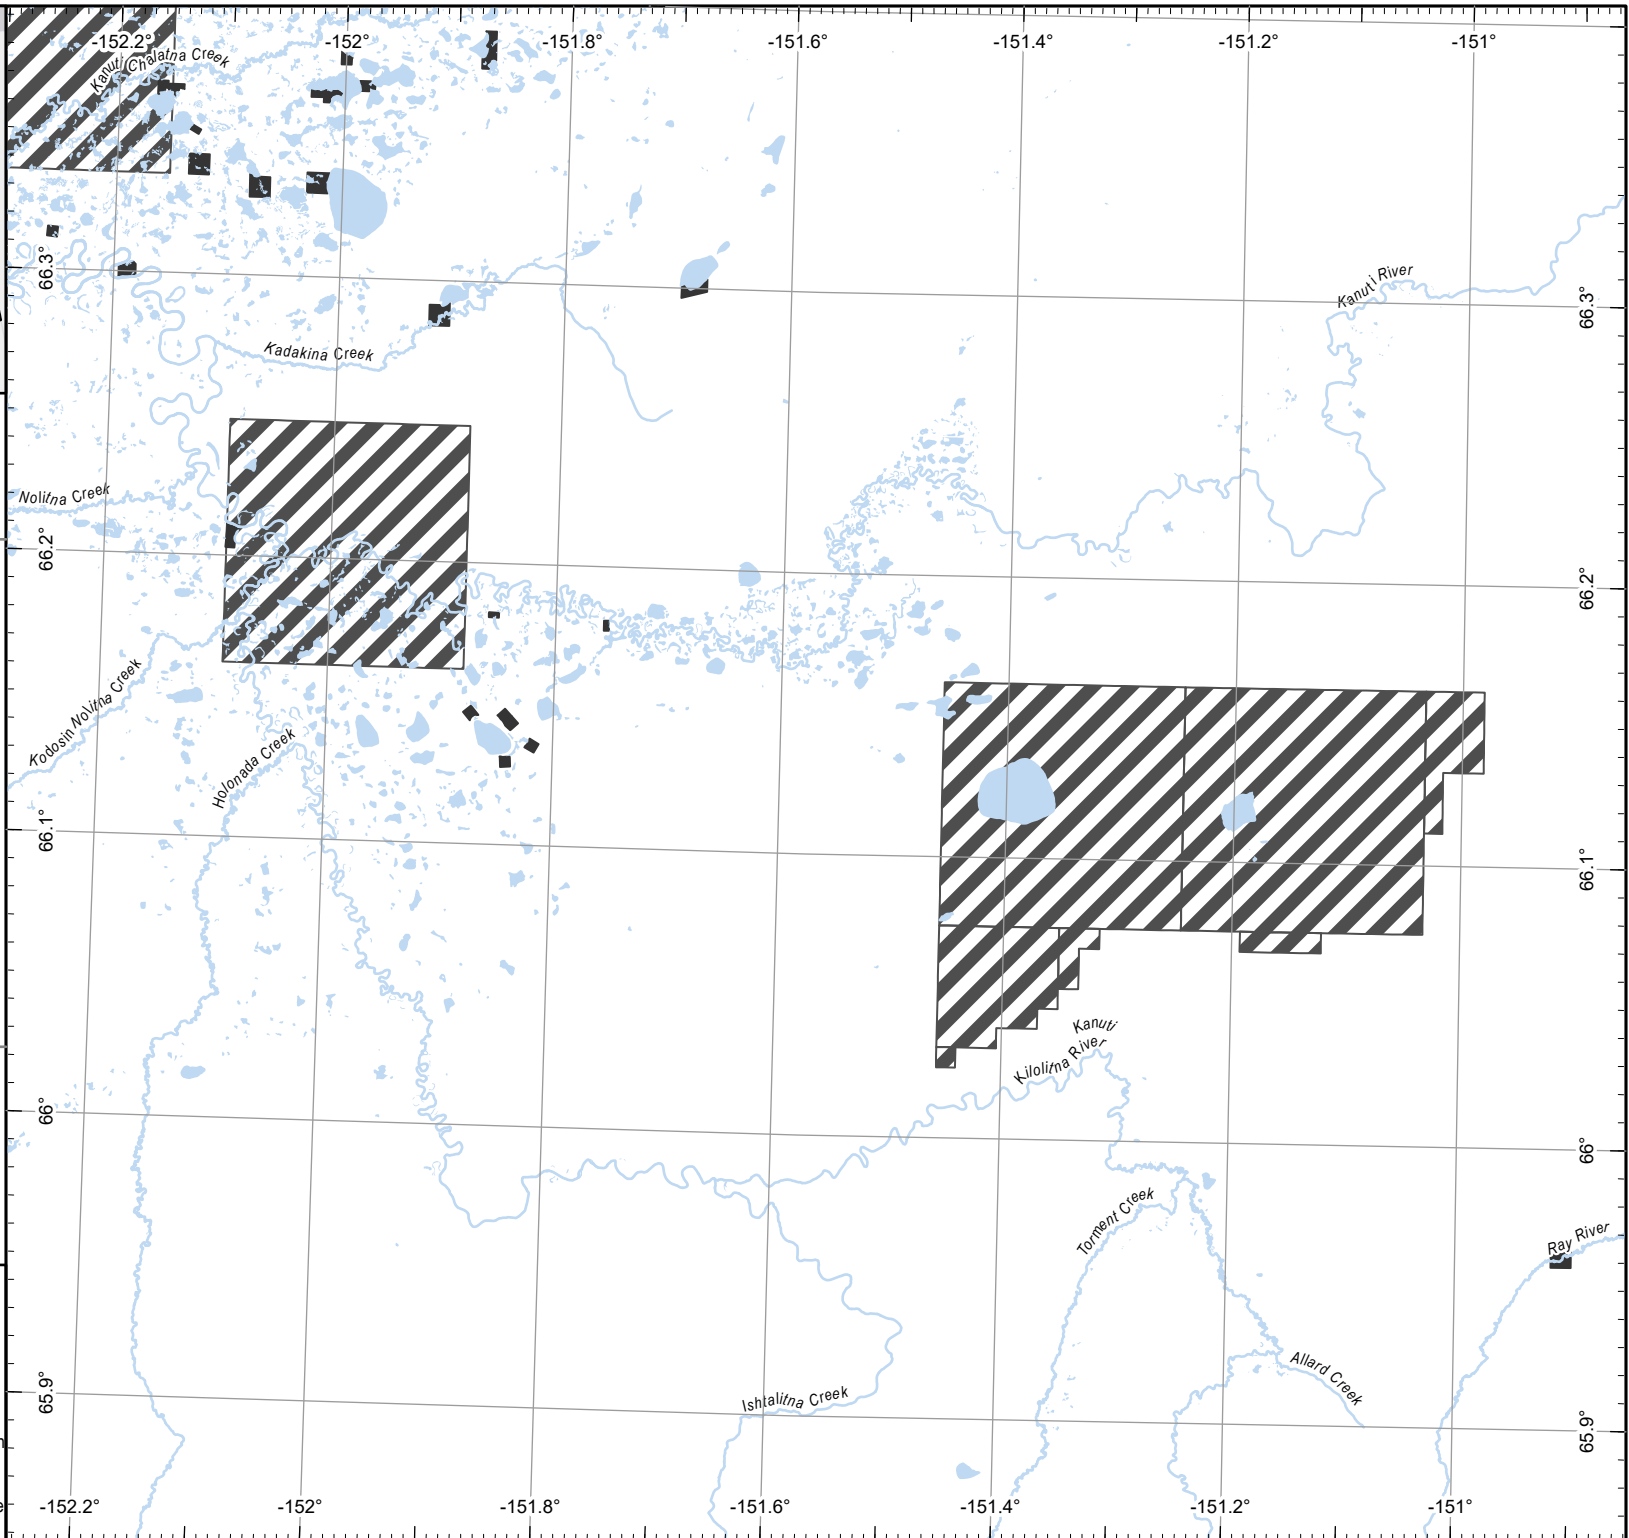 -152.2°
-152°
-151.8°
-151.6°
-151.4°
-151.2°
-151°
Kanuti
Chalatna Creek
66.3°
Kanuti River
66.3°
Kadakina Creek
Nolitna Creek
66.2°
66.2°
Kodosin Nolitna Creek
Holonada Creek
66.1°
66.1°
Kanuti
Kilolitna River
66°
66°
Torment Creek
Ray River
Allard Creek
Ishtalitna Creek
65.9°
65.9°
-152.2°
-152°
-151.8°
-151.6°
-151.4°
-151.2°
-151°